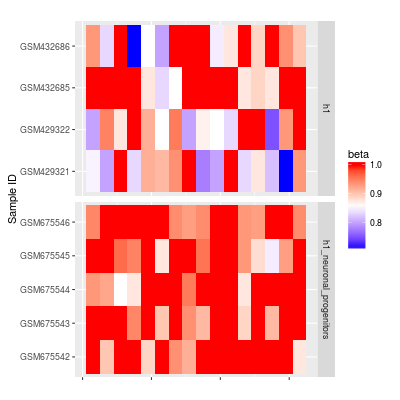 GSM432686
GSM432685
GSM429322
GSM429321
h1
GSM675546
GSM675545
GSM675544
GSM675543
GSM675542
h1_neuronal_progenitors
Sample ID
beta
1.0
0.9
0.8